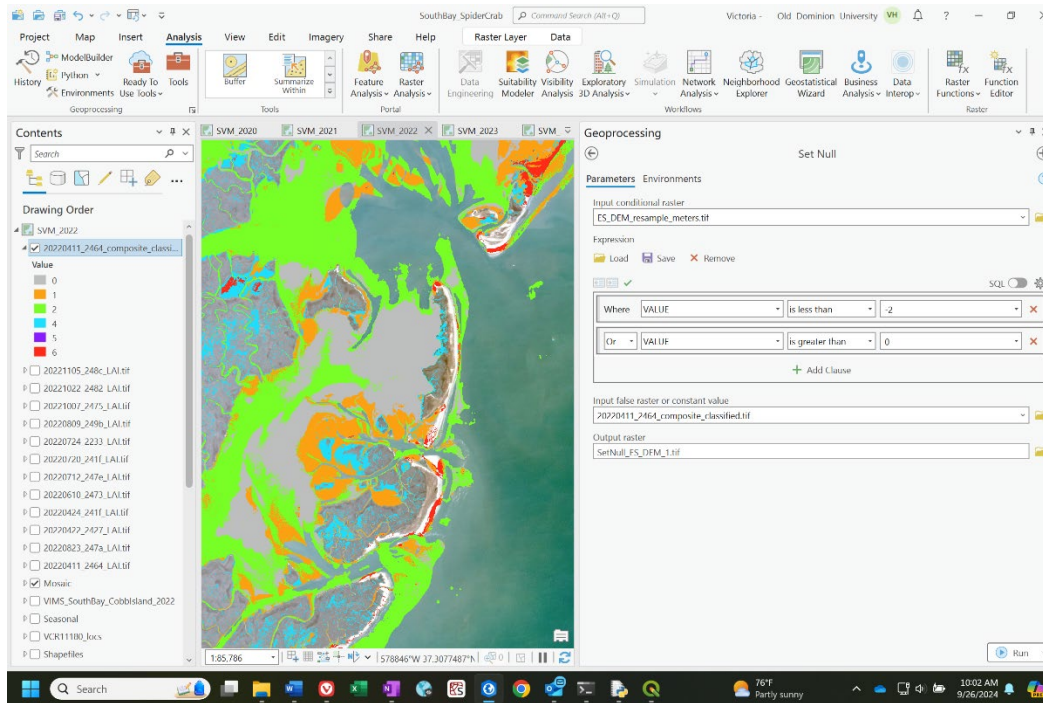 SouthBay_SpiderCrab
Command Search (Alt+Q)
Victoria - Old Dominion University VH
Project Map Insert Analysis View Edit Imagery Share Help Raster Layer Data
History
ModelBuilder
Python
Environments
Ready To Use Tools
Tools
Geoprocessing
Buffer
Summarize Within
Tools
Feature Analysis
Raster Analysis
Portal
Data Engineering
Suitability Modeler
Visibility Analysis
Exploratory 3D Analysis
Simulation
Network Analysis
Neighborhood Explorer
Geostatistical Wizard
Business Analysis
Data Interop
Workflows
Raster Functions
Function Editor
Raster
Contents
Search
Drawing Order
SVM_2022
20220411_2464_composite_classi...
Value
0
1
2
4
5
6
20221105_248c_LAI.tif
20221022_2482_LAI.tif
20221007_2475_LAI.tif
20220809_249b_LAI.tif
20220724_2233_LAI.tif
20220720_241f_LAI.tif
20220712_247e_LAI.tif
20220610_2473_LAI.tif
20220424_241f_LAI.tif
20220422_2427_LAI.tif
20220823_247a_LAI.tif
20220411_2464_LAI.tif
Mosaic
VIMS_SouthBay_CobbIsland_2022
Seasonal
VCR11180_locs
Shapefiles
SVM_2020 SVM_2021 SVM_2022 SVM_2023 SVM_
1:85,786
578846°W 37.3077487°N
0
Geoprocessing
Set Null
Parameters Environments
Input conditional raster
ES_DEM_resample_meters.tif
Expression
Load Save Remove
SQL
Where VALUE is less than -2
Or VALUE is greater than 0
Add Clause
Input false raster or constant value
20220411_2464_composite_classified.tif
Output raster
SetNull_ES_DEM_1.tif
Run
Search
76°F
Partly sunny
10:02 AM
9/26/2024